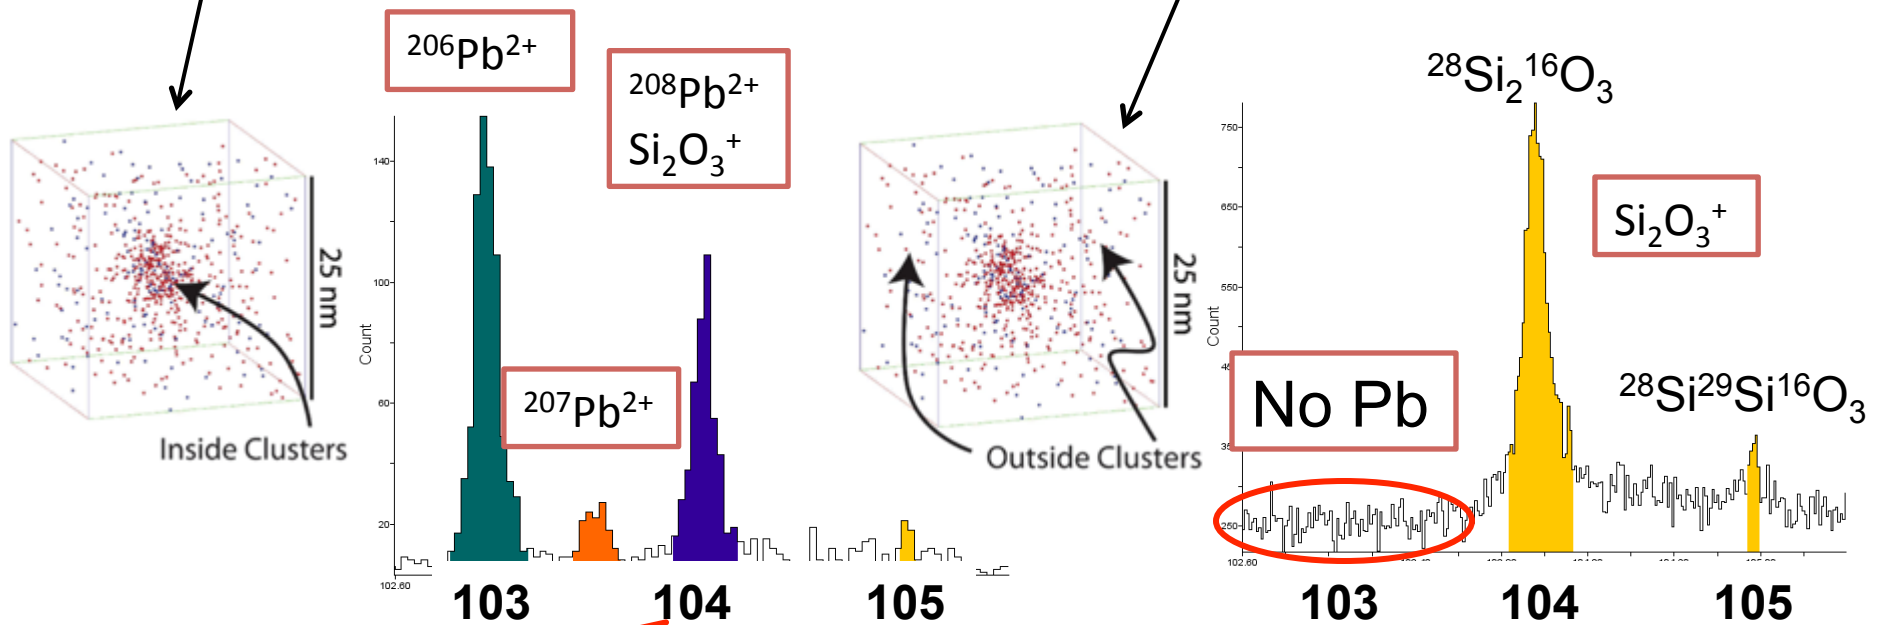 ²⁰⁶Pb²⁺
²⁰⁸Pb²⁺
Si₂O₃⁺
²⁰⁷Pb²⁺
25 nm
Inside Clusters
Count
140
100
60
20
102.60
103
104
105
25 nm
Outside Clusters
²⁸Si₂¹⁶O₃
Si₂O₃⁺
No Pb
²⁸Si²⁹Si¹⁶O₃
Count
750
650
550
250
102.60
103
104
105